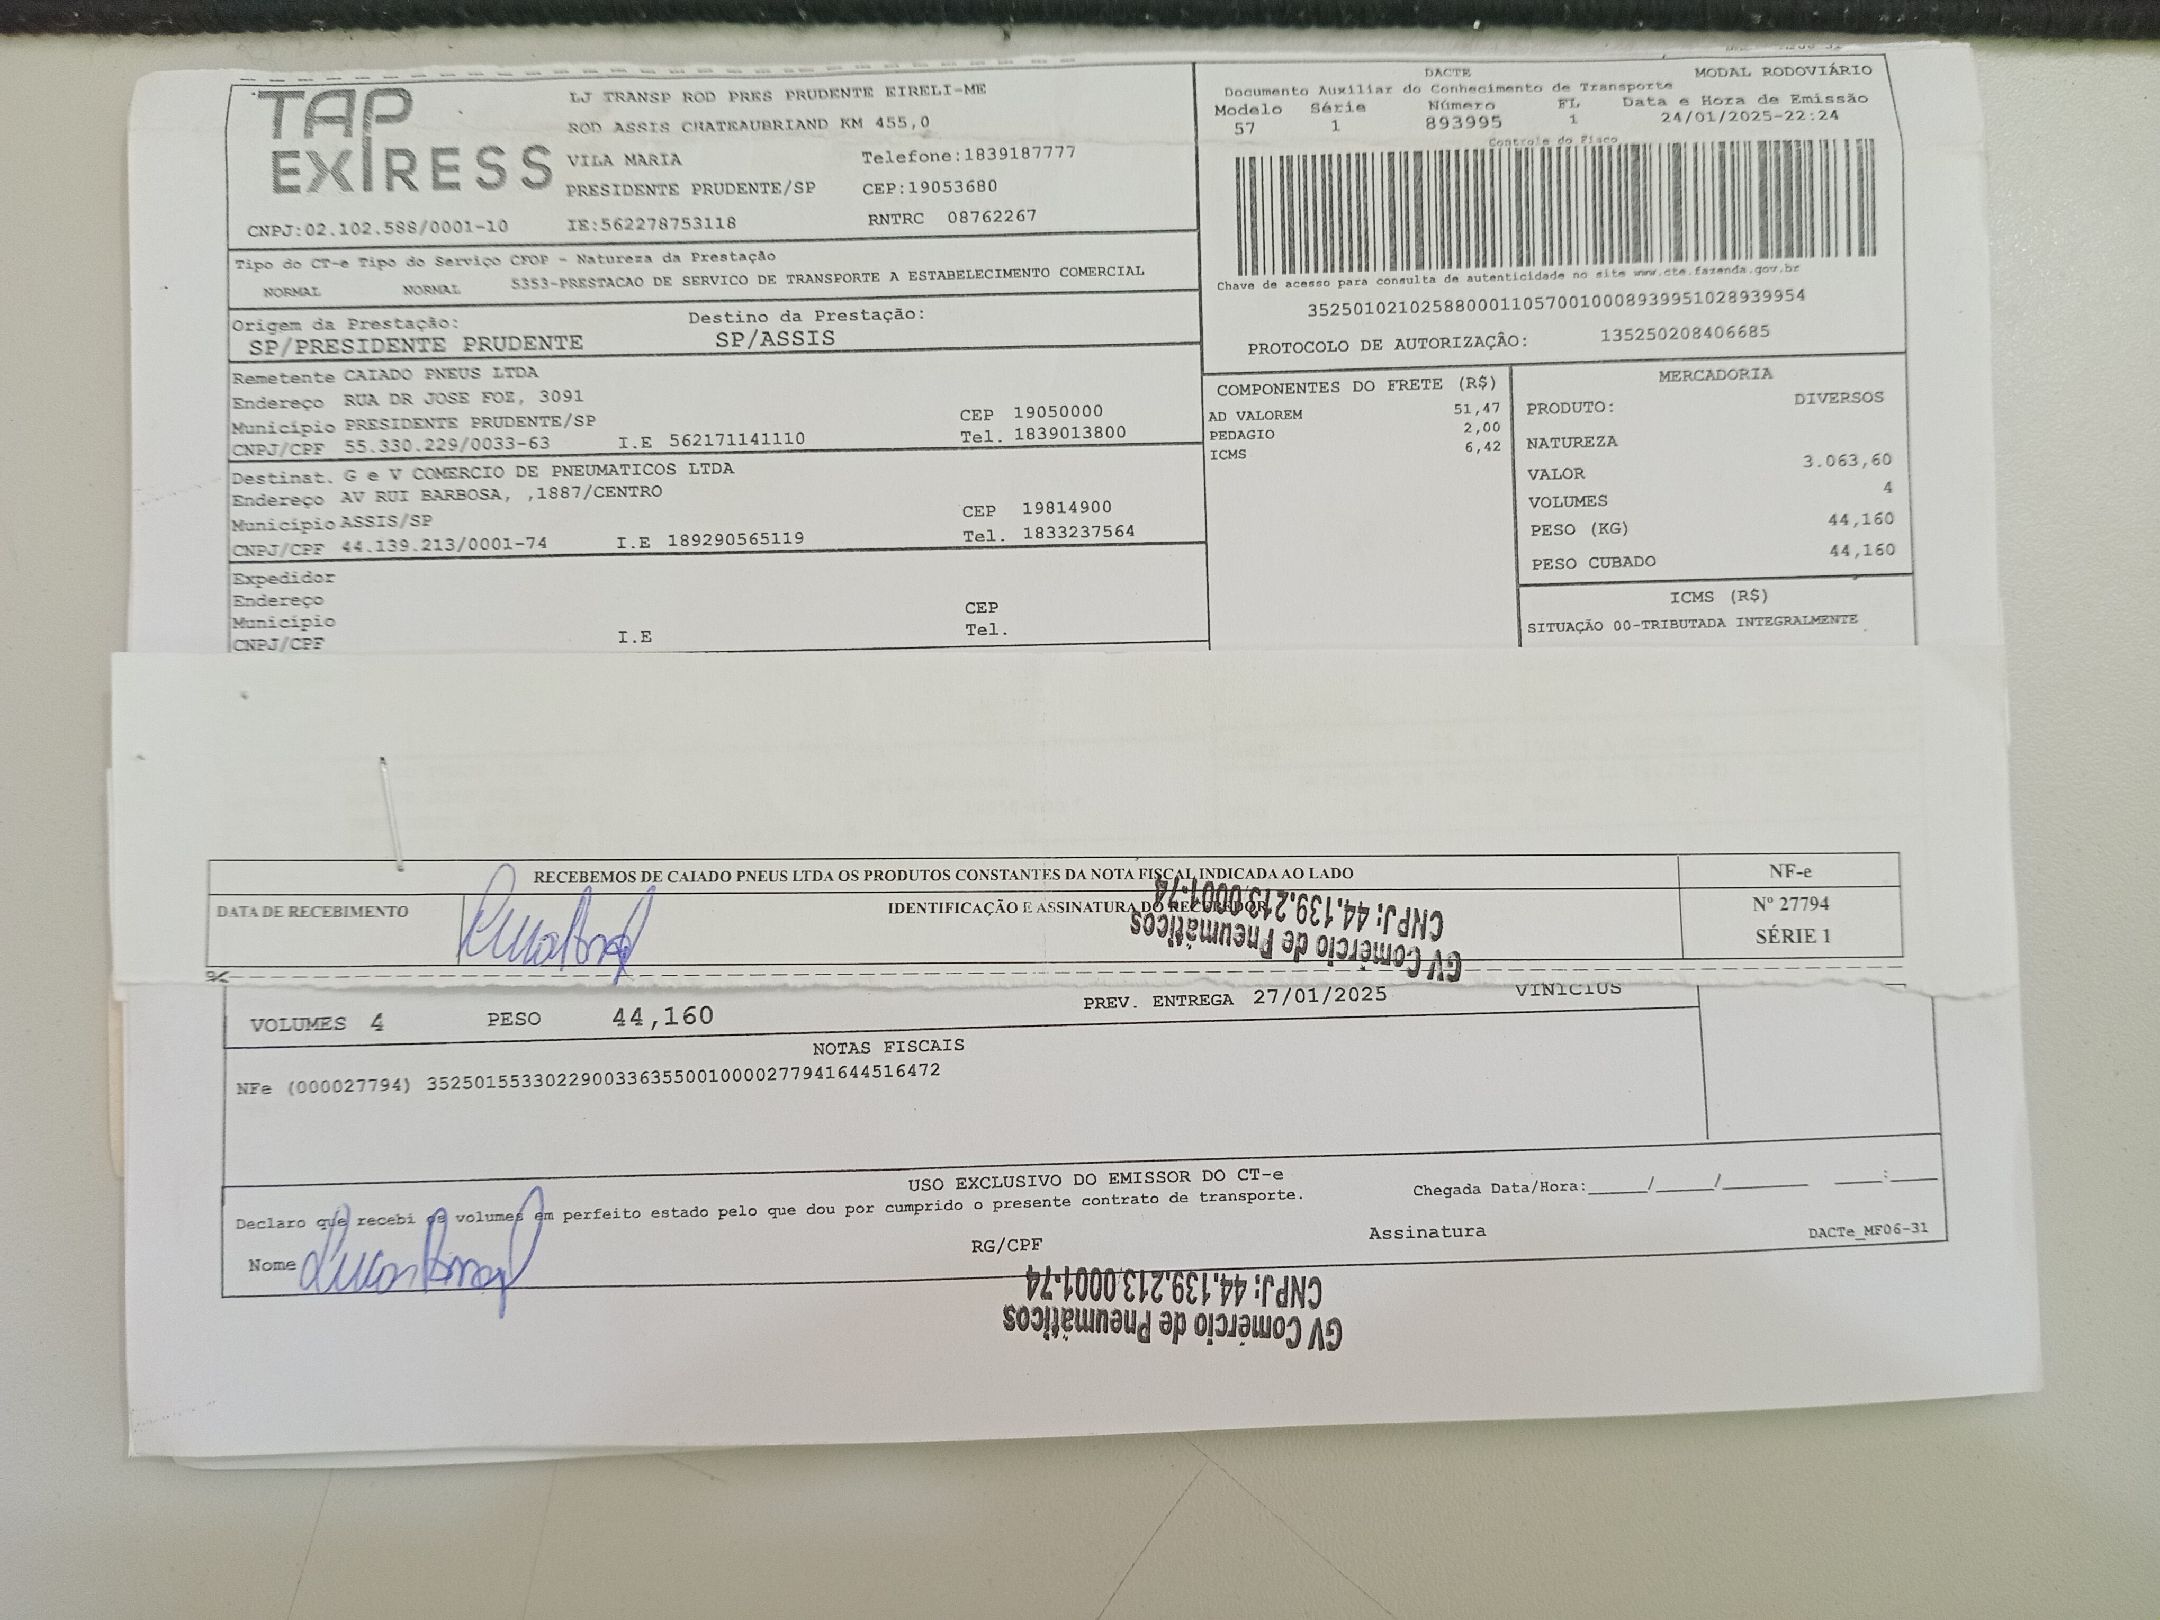 TAP
EXPRESS
LJ TRANSP ROD PRES PRUDENTE EIRELI-ME
ROD ASSIS CHATEAUBRIAND KM 455,0
VILA MARIA Telefone:1839187777
PRESIDENTE PRUDENTE/SP CEP:19053680
CNPJ:02.102.588/0001-10 IE:562278753118 RNTRC 08762267
DACTE MODAL RODOVIÁRIO
Documento Auxiliar do Conhecimento de Transporte
Modelo Série Número FL Data e Hora de Emissão
57 1 893995 1 24/01/2025-22:24
Controle do Fisco
Chave de acesso para consulta de autenticidade no site www.cte.fazenda.gov.br
35250102102588000110570010008939951028939954
PROTOCOLO DE AUTORIZAÇÃO: 135250208406685
Tipo do CT-e Tipo do Serviço CFOP - Natureza da Prestação
NORMAL NORMAL 5353-PRESTACAO DE SERVICO DE TRANSPORTE A ESTABELECIMENTO COMERCIAL
Origem da Prestação: Destino da Prestação:
SP/PRESIDENTE PRUDENTE SP/ASSIS
Remetente CAIADO PNEUS LTDA
Endereço RUA DR JOSE FOZ, 3091
Município PRESIDENTE PRUDENTE/SP CEP 19050000
CNPJ/CPF 55.330.229/0033-63 I.E 562171141110 Tel. 1839013800
Destinat. G e V COMERCIO DE PNEUMATICOS LTDA
Endereço AV RUI BARBOSA, ,1887/CENTRO
Município ASSIS/SP CEP 19814900
CNPJ/CPF 44.139.213/0001-74 I.E 189290565119 Tel. 1833237564
Expedidor
Endereço
Município CEP
CNPJ/CPF I.E Tel.
COMPONENTES DO FRETE (R$)
AD VALOREM 51,47
PEDAGIO 2,00
ICMS 6,42
MERCADORIA
PRODUTO: DIVERSOS
NATUREZA
VALOR 3.063,60
VOLUMES 4
PESO (KG) 44,160
PESO CUBADO 44,160
ICMS (R$)
SITUAÇÃO 00-TRIBUTADA INTEGRALMENTE
RECEBEMOS DE CAIADO PNEUS LTDA OS PRODUTOS CONSTANTES DA NOTA FISCAL INDICADA AO LADO
DATA DE RECEBIMENTO IDENTIFICAÇÃO E ASSINATURA DO RECEBEDOR
NF-e
Nº 27794
SÉRIE 1
GV Comércio de Pneumáticos
CNPJ: 44.139.213.0001-74
VOLUMES 4 PESO 44,160 PREV. ENTREGA 27/01/2025 VINICIUS
NOTAS FISCAIS
NFe (000027794) 35250155330229003363550010000277941644516472
USO EXCLUSIVO DO EMISSOR DO CT-e
Declaro que recebi os volumes em perfeito estado pelo que dou por cumprido o presente contrato de transporte.
Chegada Data/Hora:_____/_____/_______ ____:____
Nome RG/CPF Assinatura DACTe_MF06-31
GV Comércio de Pneumáticos
CNPJ: 44.139.213.0001-74